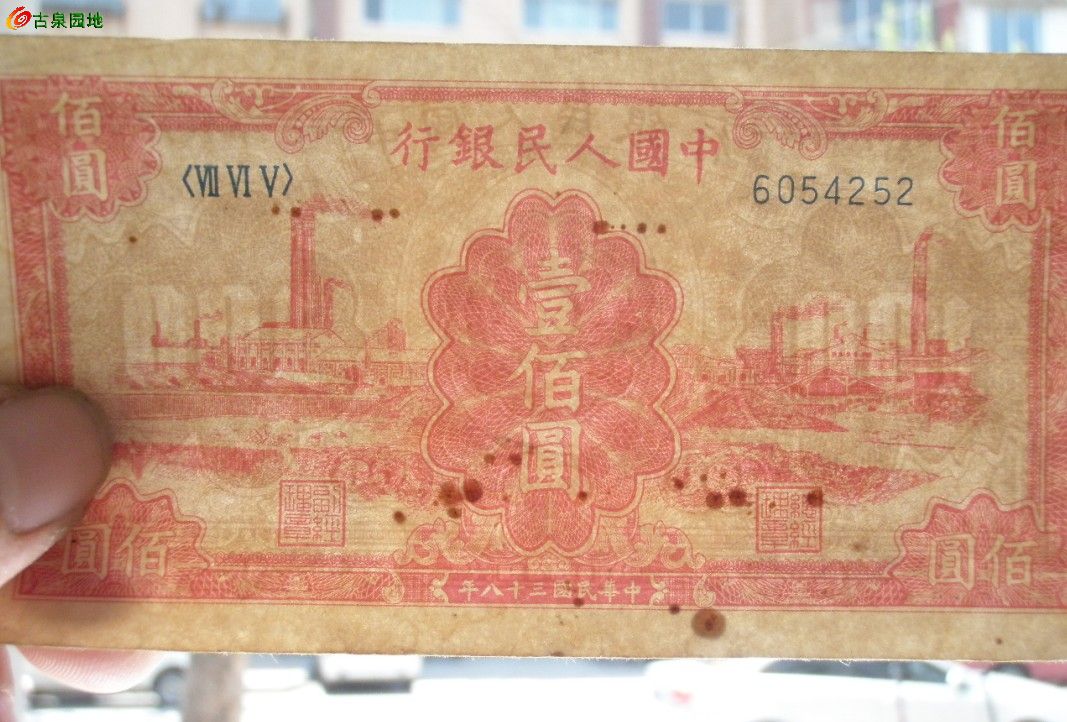 古泉园地
佰圓
佰圓
中國人民銀行
〈Ⅶ Ⅵ Ⅴ〉
6054252
壹佰圓
佰圓
佰圓
中華民國三十八年